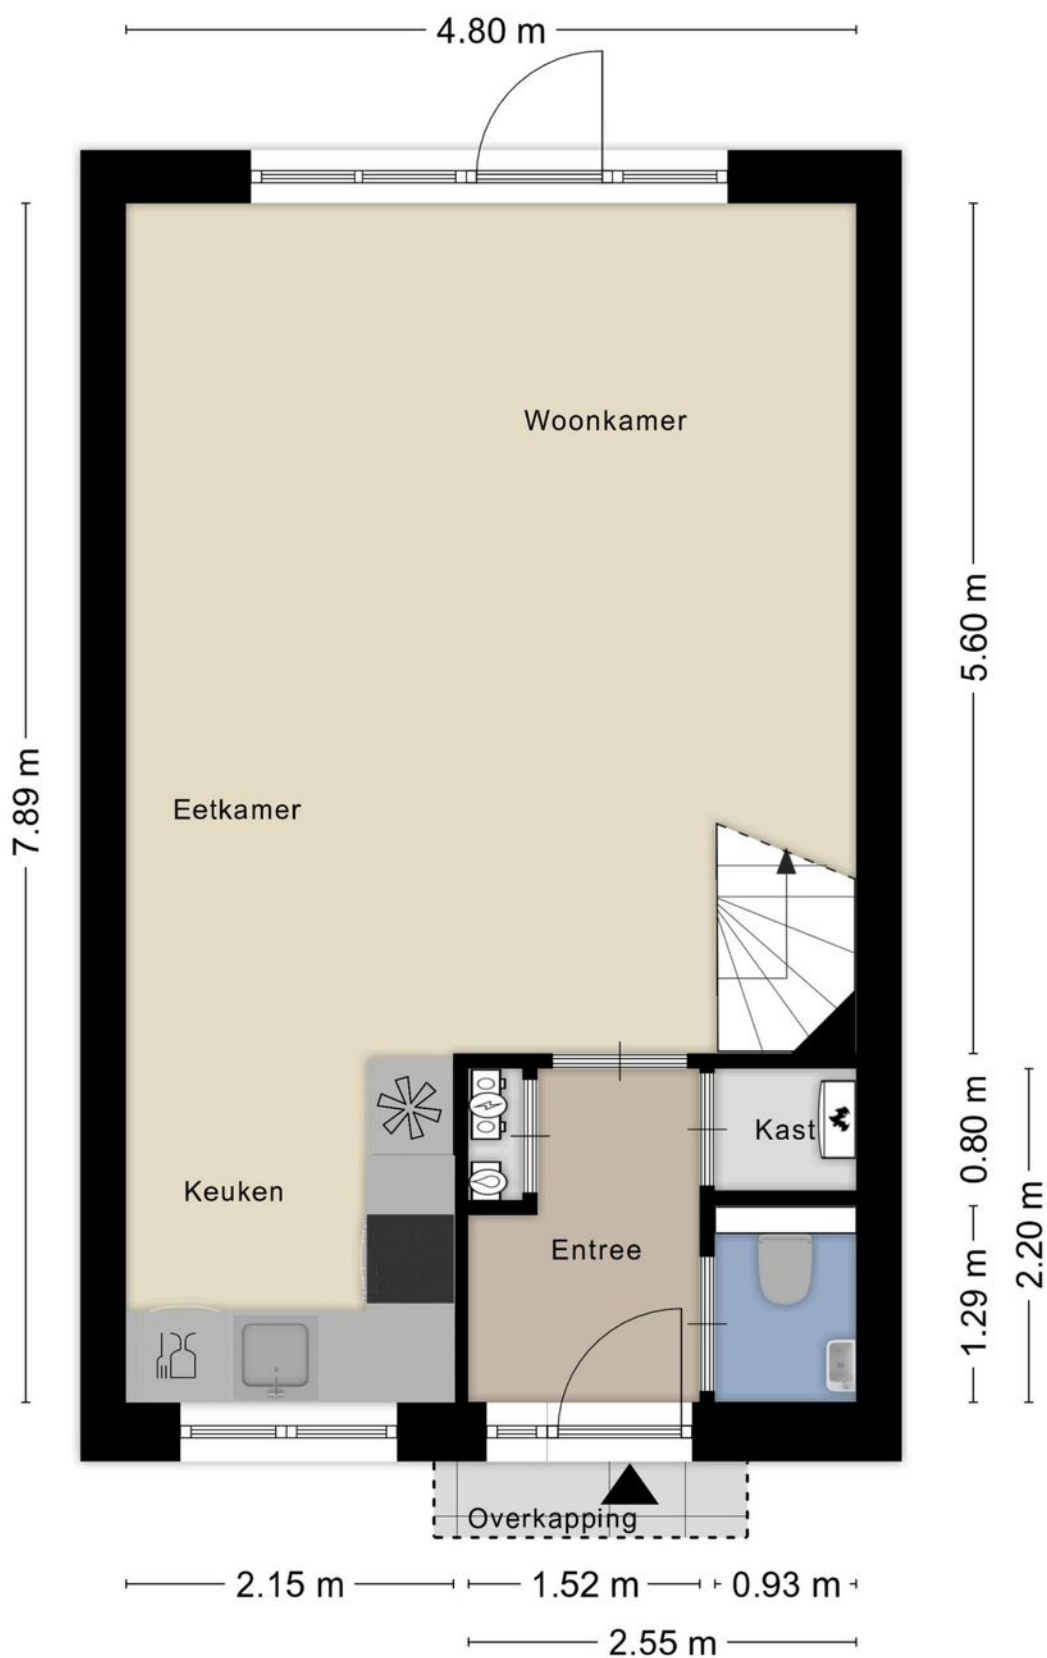 4.80 m
Woonkamer
5.60 m
7.89 m
Eetkamer
0.80 m
Kast
Keuken
2.20 m
Entree
1.29 m
Overkapping
2.15 m
1.52 m
0.93 m
2.55 m